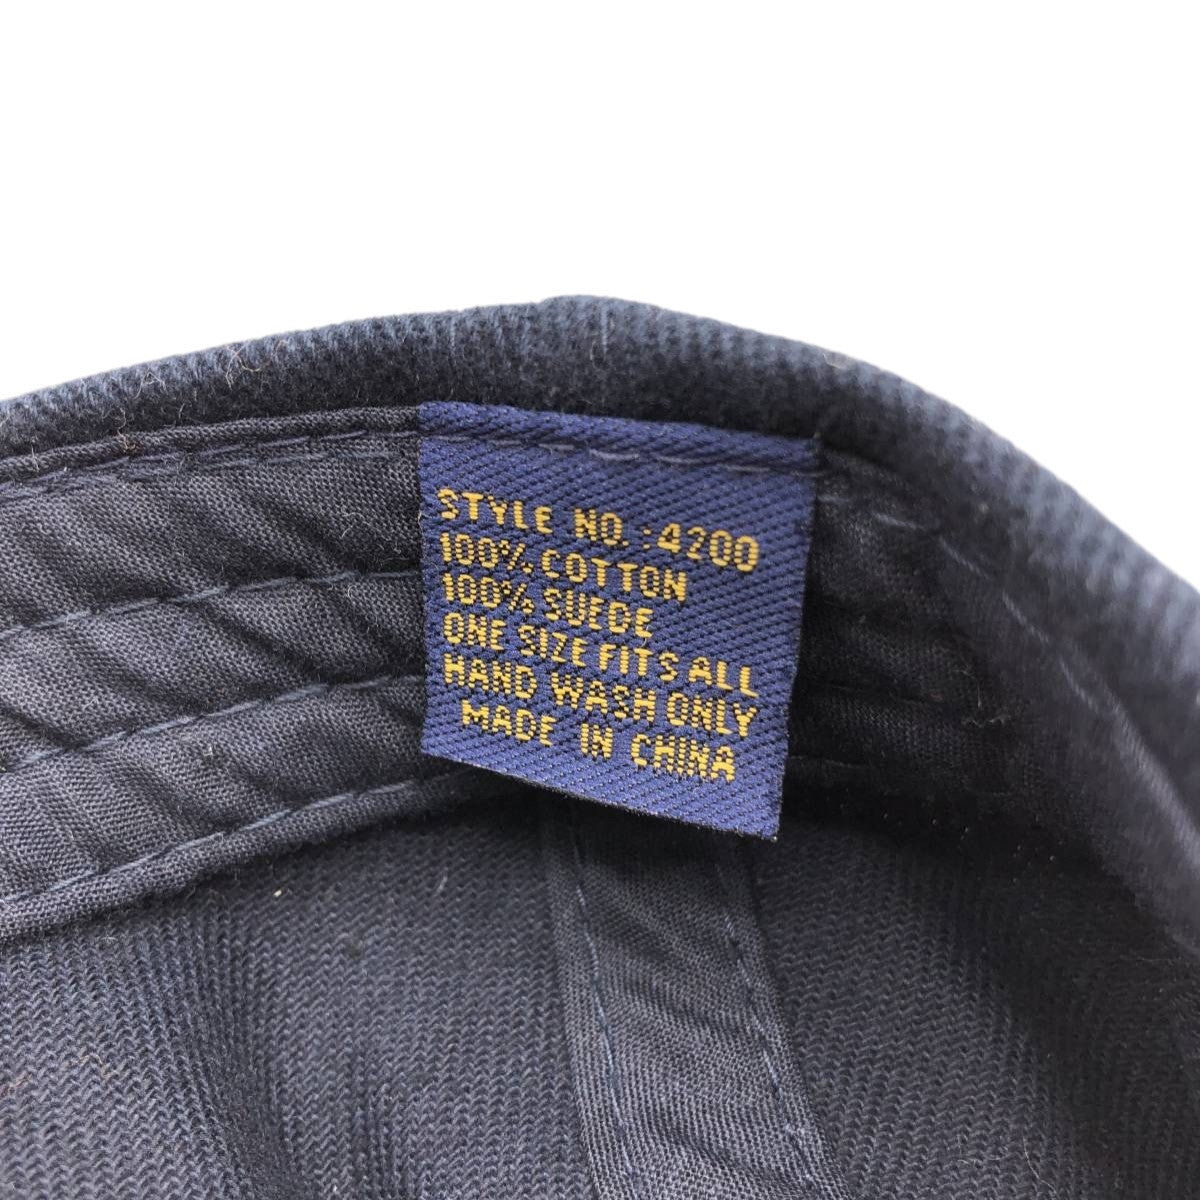 STYLE NO. :4200
100% COTTON
100% SUEDE
ONE SIZE FITS ALL
HAND WASH ONLY
MADE IN CHINA